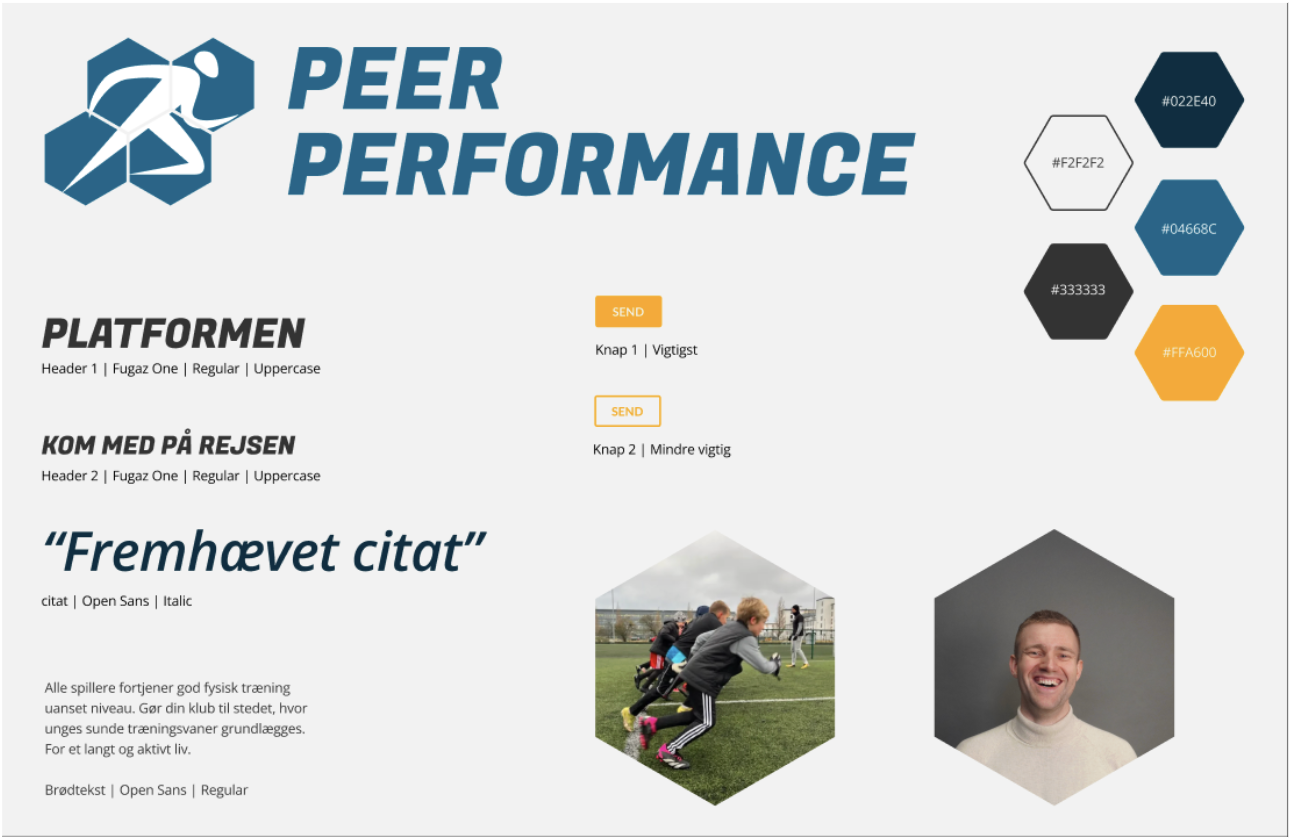 PEER
PERFORMANCE
#022E40
#F2F2F2
#04668C
#333333
#FFA600
PLATFORMEN
Header 1 | Fugaz One | Regular | Uppercase
KOM MED PÅ REJSEN
Header 2 | Fugaz One | Regular | Uppercase
SEND
Knap 1 | Vigtigst
SEND
Knap 2 | Mindre vigtig
“Fremhævet citat”
citat | Open Sans | Italic
Alle spillere fortjener god fysisk træning
uanset niveau. Gør din klub til stedet, hvor
unges sunde træningsvaner grundlægges.
For et langt og aktivt liv.
Brødtekst | Open Sans | Regular